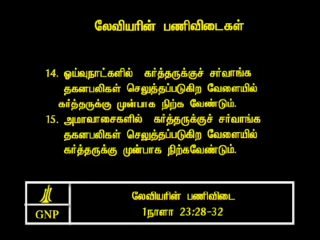 லேவியரின் பணிவிடைகள்
14. ஓய்வுநாட்களில் கர்த்தருக்குச் சர்வாங்க
தகனபலிகள் செலுத்தப்படுகிற வேளையில்
கர்த்தருக்கு முன்பாக நிற்க வேண்டும்.
15. அமாவாசைகளில் கர்த்தருக்குச் சர்வாங்க
தகனபலிகள் செலுத்தப்படுகிற வேளையில்
கர்த்தருக்கு முன்பாக நிற்கவேண்டும்.
GNP
லேவியரின் பணிவிடை
1நாளா 23:28-32